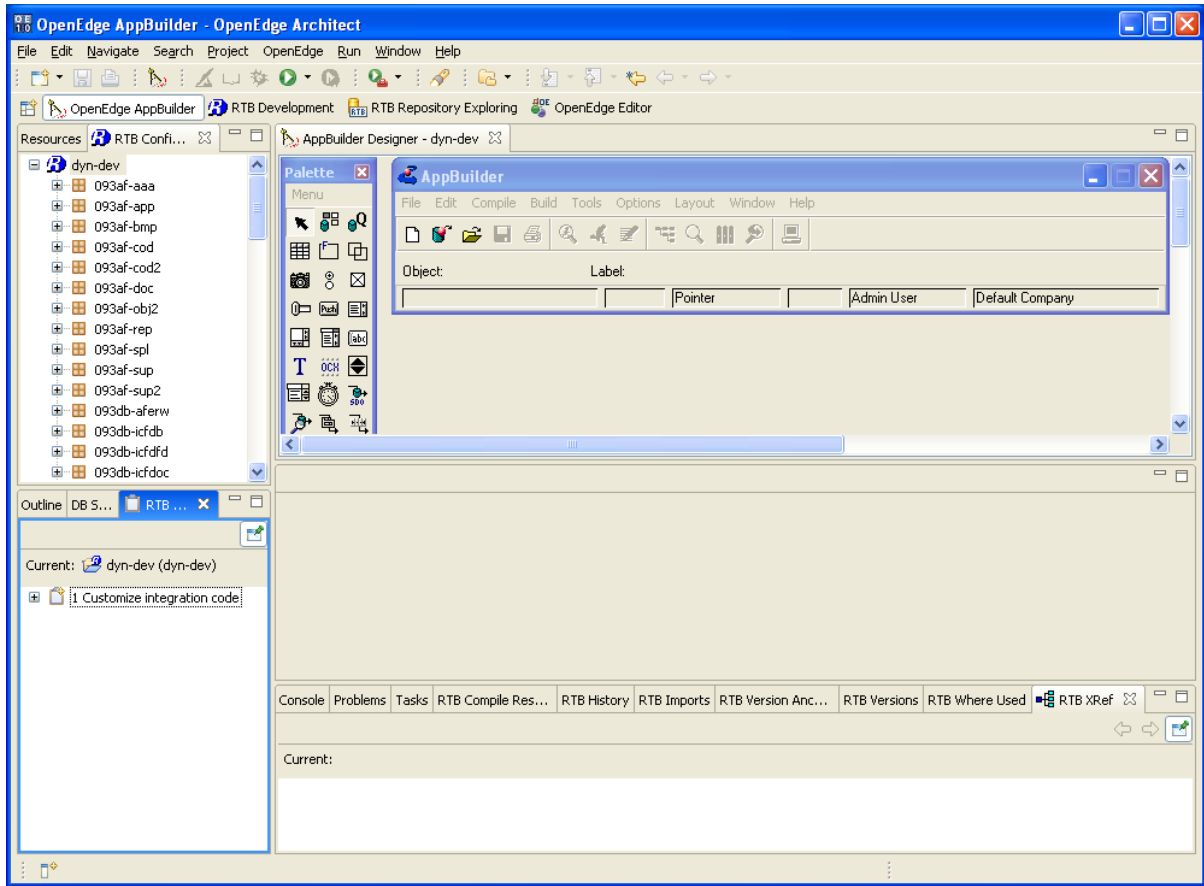 OpenEdge AppBuilder - OpenEdge Architect
File Edit Navigate Search Project OpenEdge Run Window Help
OpenEdge AppBuilder RTB Development RTB Repository Exploring OpenEdge Editor
Resources RTB Confi...
dyn-dev
093af-aaa
093af-app
093af-bmp
093af-cod
093af-cod2
093af-doc
093af-obj2
093af-rep
093af-spl
093af-sup
093af-sup2
093db-aferw
093db-icfdb
093db-icfdfd
093db-icfdoc
AppBuilder Designer - dyn-dev
Palette
Menu
Push
OCX
SDO
AppBuilder
File Edit Compile Build Tools Options Layout Window Help
Object: Label:
Pointer Admin User Default Company
Outline DB S... RTB ...
Current: dyn-dev (dyn-dev)
1 Customize integration code
Console Problems Tasks RTB Compile Res... RTB History RTB Imports RTB Version Anc... RTB Versions RTB Where Used RTB XRef
Current: